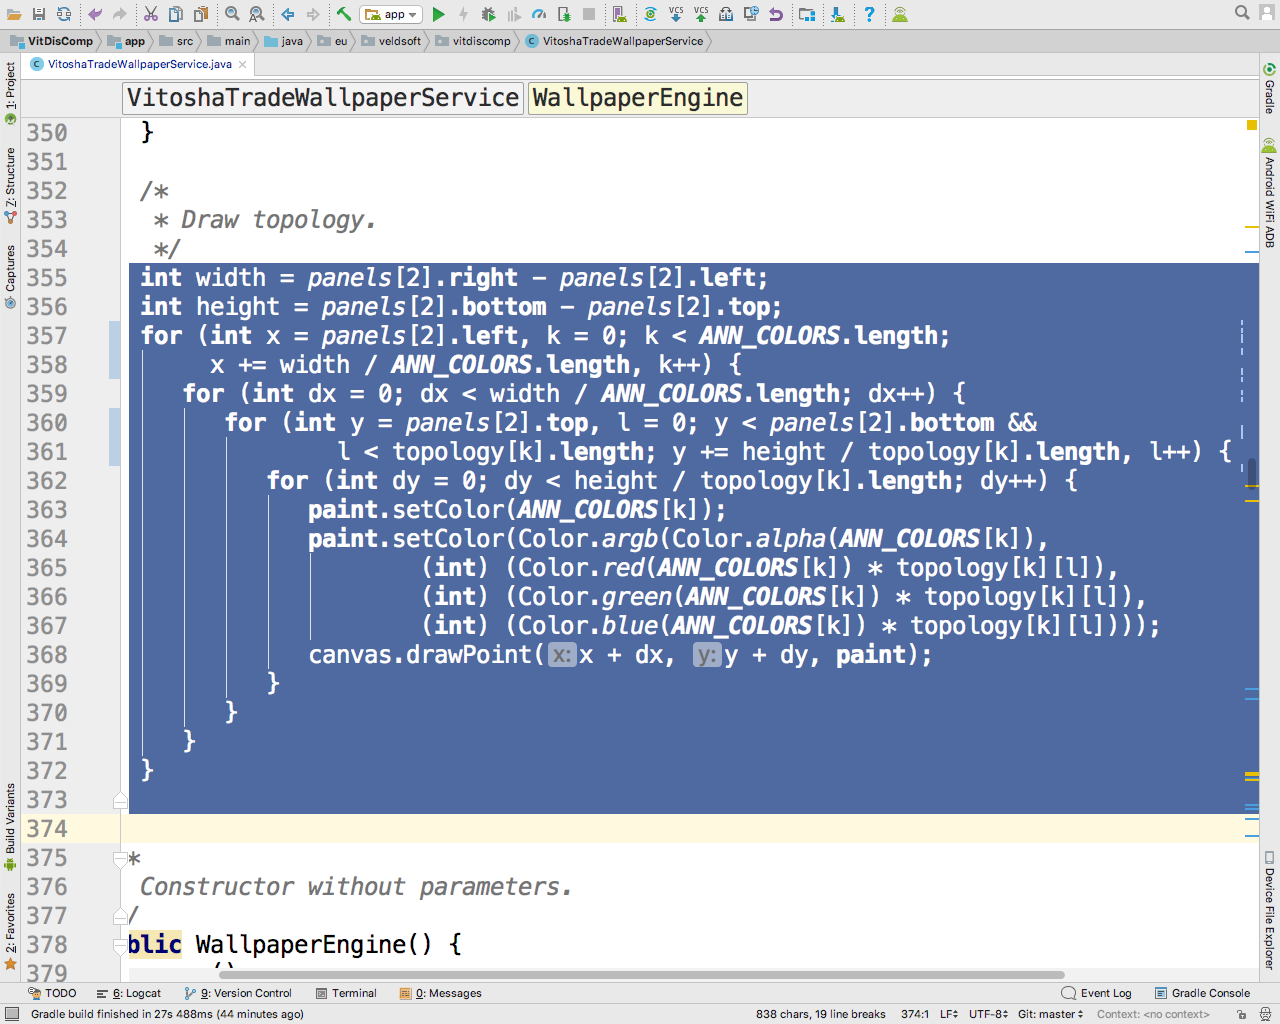 app
VitDisComp app src main java eu veldsoft vitdiscomp VitoshaTradeWallpaperService
VitoshaTradeWallpaperService.java
VitoshaTradeWallpaperService WallpaperEngine
350 }
351
352 /*
353 * Draw topology.
354 */
355 int width = panels[2].right - panels[2].left;
356 int height = panels[2].bottom - panels[2].top;
357 for (int x = panels[2].left, k = 0; k < ANN_COLORS.length;
358 x += width / ANN_COLORS.length, k++) {
359 for (int dx = 0; dx < width / ANN_COLORS.length; dx++) {
360 for (int y = panels[2].top, l = 0; y < panels[2].bottom &&
361 l < topology[k].length; y += height / topology[k].length, l++) {
362 for (int dy = 0; dy < height / topology[k].length; dy++) {
363 paint.setColor(ANN_COLORS[k]);
364 paint.setColor(Color.argb(Color.alpha(ANN_COLORS[k]),
365 (int) (Color.red(ANN_COLORS[k]) * topology[k][l]),
366 (int) (Color.green(ANN_COLORS[k]) * topology[k][l]),
367 (int) (Color.blue(ANN_COLORS[k]) * topology[k][l])));
368 canvas.drawPoint(x: x + dx, y: y + dy, paint);
369 }
370 }
371 }
372 }
373
374
375 *
376 Constructor without parameters.
377 /
378 blic WallpaperEngine() {
379
1: Project
7: Structure
Captures
Build Variants
2: Favorites
Gradle
Android WiFi ADB
Device File Explorer
TODO 6: Logcat 9: Version Control Terminal 0: Messages Event Log Gradle Console
Gradle build finished in 27s 488ms (44 minutes ago) 838 chars, 19 line breaks 374:1 LF UTF-8 Git: master Context: <no context>